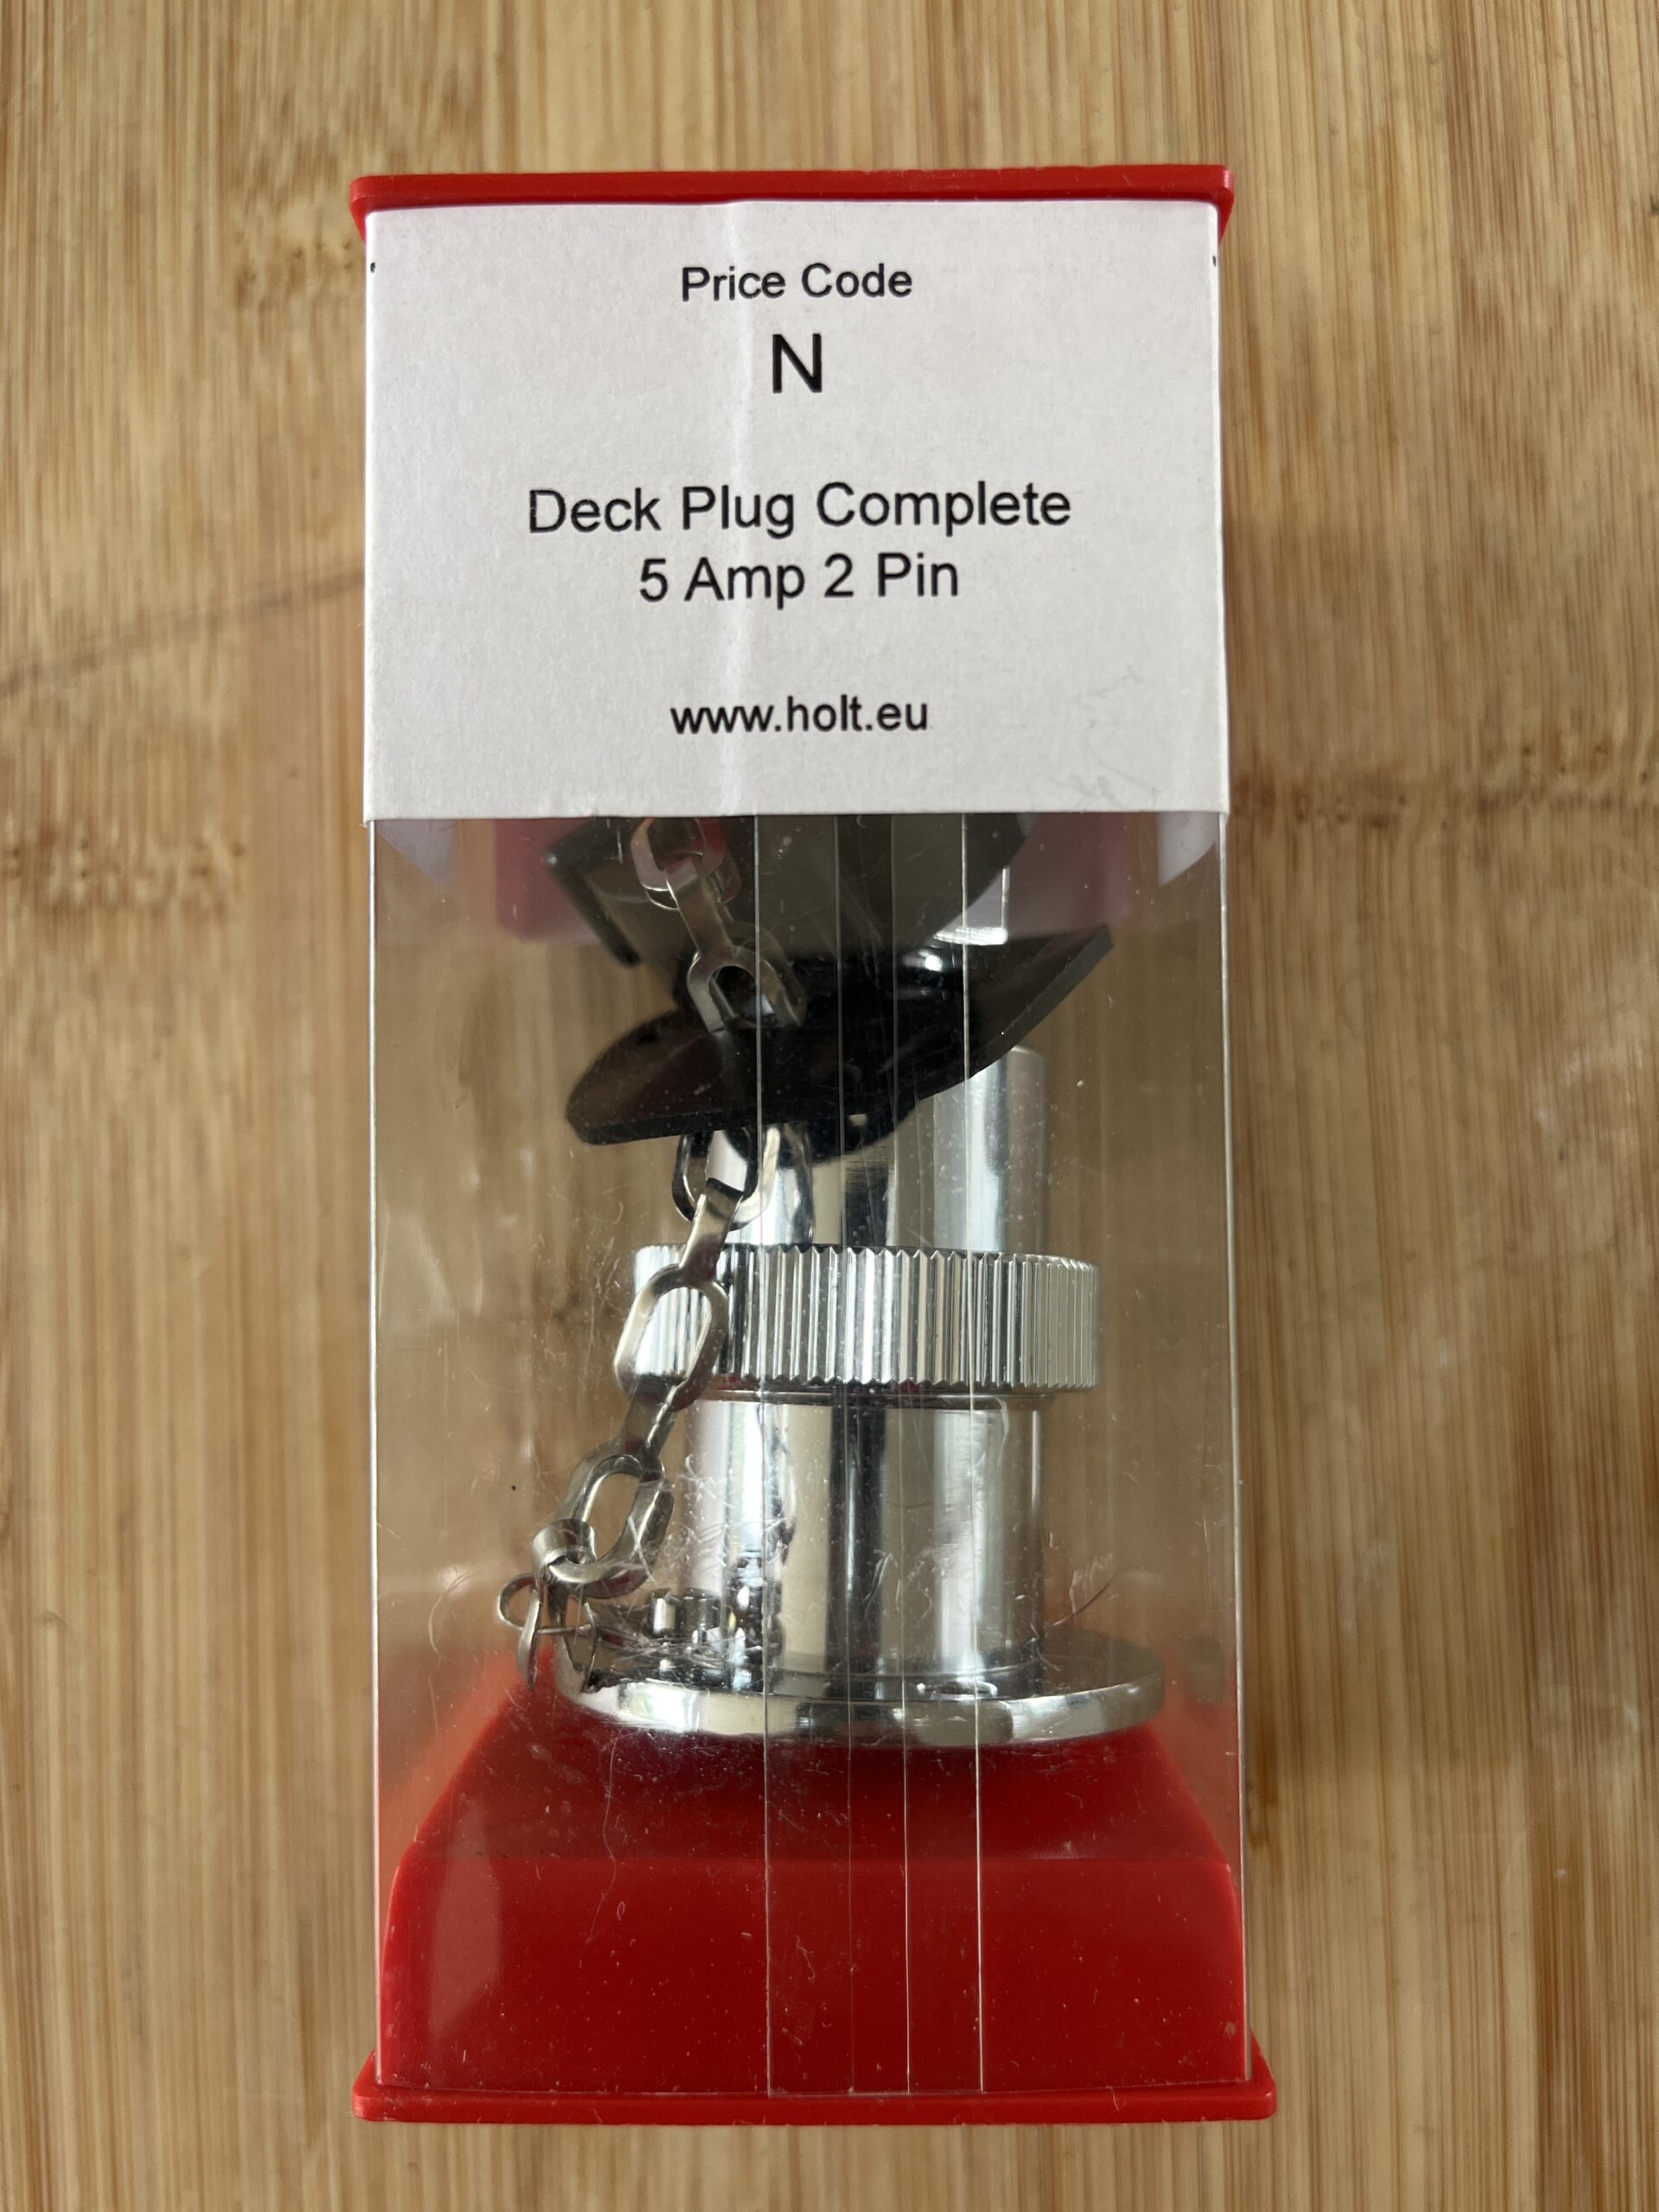 Price Code
N
Deck Plug Complete
5 Amp 2 Pin
www.holt.eu